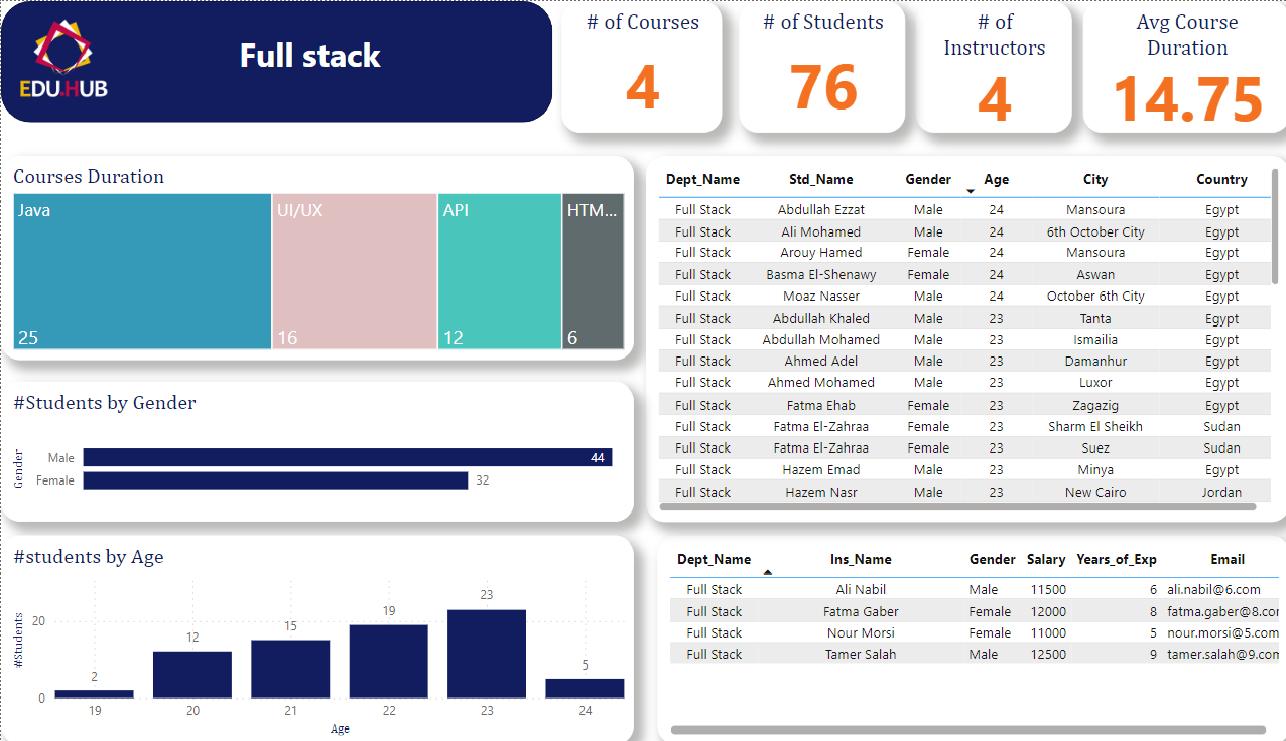 EDU.HUB
Full stack
# of Courses
4
# of Students
76
# of
Instructors
4
Avg Course
Duration
14.75
Courses Duration
Java
25
UI/UX
16
API
12
HTM...
6
#Students by Gender
Gender
Male
44
Female
32
#students by Age
#Students
20
0
2
12
15
19
23
5
19
20
21
22
23
24
Age
Dept_Name Std_Name Gender Age City Country
Full Stack Abdullah Ezzat Male 24 Mansoura Egypt
Full Stack Ali Mohamed Male 24 6th October City Egypt
Full Stack Arouy Hamed Female 24 Mansoura Egypt
Full Stack Basma El-Shenawy Female 24 Aswan Egypt
Full Stack Moaz Nasser Male 24 October 6th City Egypt
Full Stack Abdullah Khaled Male 23 Tanta Egypt
Full Stack Abdullah Mohamed Male 23 Ismailia Egypt
Full Stack Ahmed Adel Male 23 Damanhur Egypt
Full Stack Ahmed Mohamed Male 23 Luxor Egypt
Full Stack Fatma Ehab Female 23 Zagazig Egypt
Full Stack Fatma El-Zahraa Female 23 Sharm El Sheikh Sudan
Full Stack Fatma El-Zahraa Female 23 Suez Sudan
Full Stack Hazem Emad Male 23 Minya Egypt
Full Stack Hazem Nasr Male 23 New Cairo Jordan
Dept_Name Ins_Name Gender Salary Years_of_Exp Email
Full Stack Ali Nabil Male 11500 6 ali.nabil@6.com
Full Stack Fatma Gaber Female 12000 8 fatma.gaber@8.cor
Full Stack Nour Morsi Female 11000 5 nour.morsi@5.com
Full Stack Tamer Salah Male 12500 9 tamer.salah@9.con